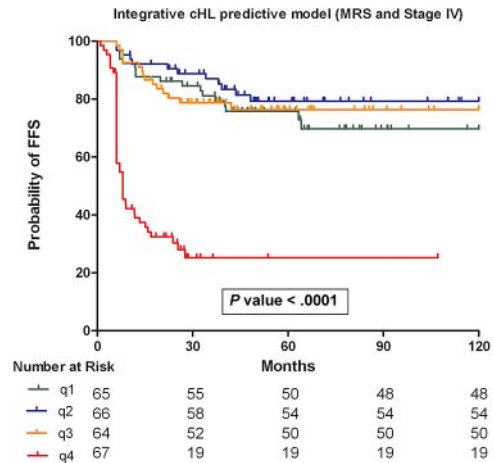 Integrative cHL predictive model (MRS and Stage IV)
100
80
60
40
20
0
Probability of FFS
P value < .0001
0 30 60 90 120
Months
Number at Risk
q1 65 55 50 48 48
q2 66 58 54 54 54
q3 64 52 50 50 50
q4 67 19 19 19 19